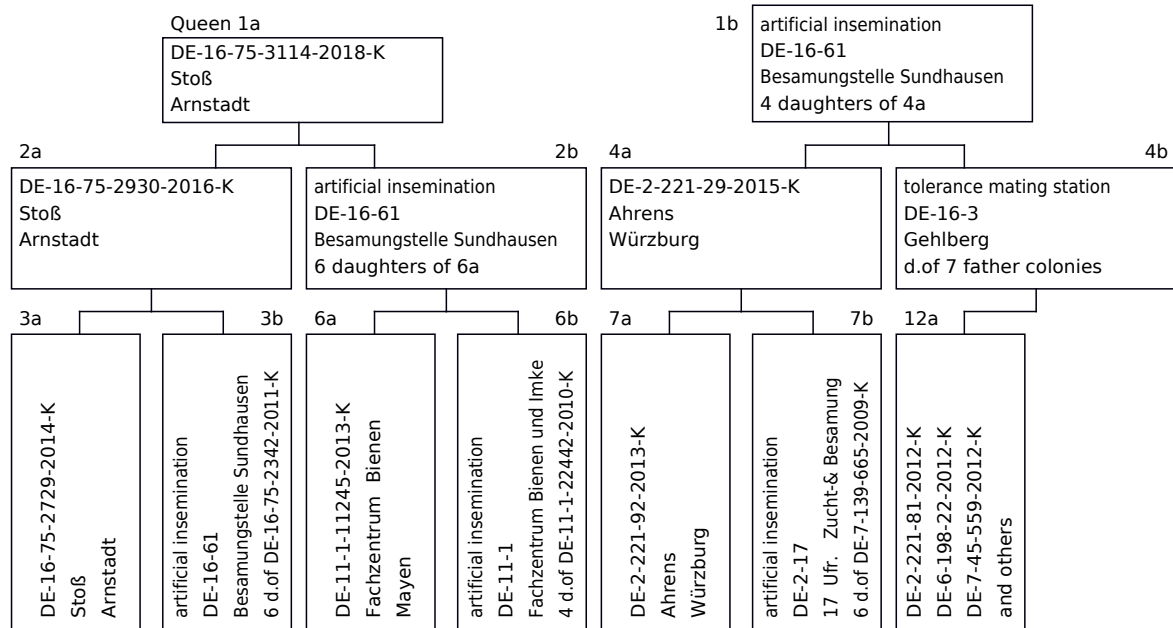 Queen 1a
DE-16-75-3114-2018-K
Stoß
Arnstadt
1b
artificial insemination
DE-16-61
Besamungstelle Sundhausen
4 daughters of 4a
2a
DE-16-75-2930-2016-K
Stoß
Arnstadt
2b
artificial insemination
DE-16-61
Besamungstelle Sundhausen
6 daughters of 6a
4a
DE-2-221-29-2015-K
Ahrens
Würzburg
4b
tolerance mating station
DE-16-3
Gehlberg
d.of 7 father colonies
3a
DE-16-75-2729-2014-K
Stoß
Arnstadt
3b
artificial insemination
DE-16-61
Besamungstelle Sundhausen
6 d.of DE-16-75-2342-2011-K
6a
DE-11-1-11245-2013-K
Fachzentrum Bienen
Mayen
6b
artificial insemination
DE-11-1
Fachzentrum Bienen und Imke
4 d.of DE-11-1-22442-2010-K
7a
DE-2-221-92-2013-K
Ahrens
Würzburg
7b
artificial insemination
DE-2-17
17 Ufr. Zucht-& Besamung
6 d.of DE-7-139-665-2009-K
12a
DE-2-221-81-2012-K
DE-6-198-22-2012-K
DE-7-45-559-2012-K
and others